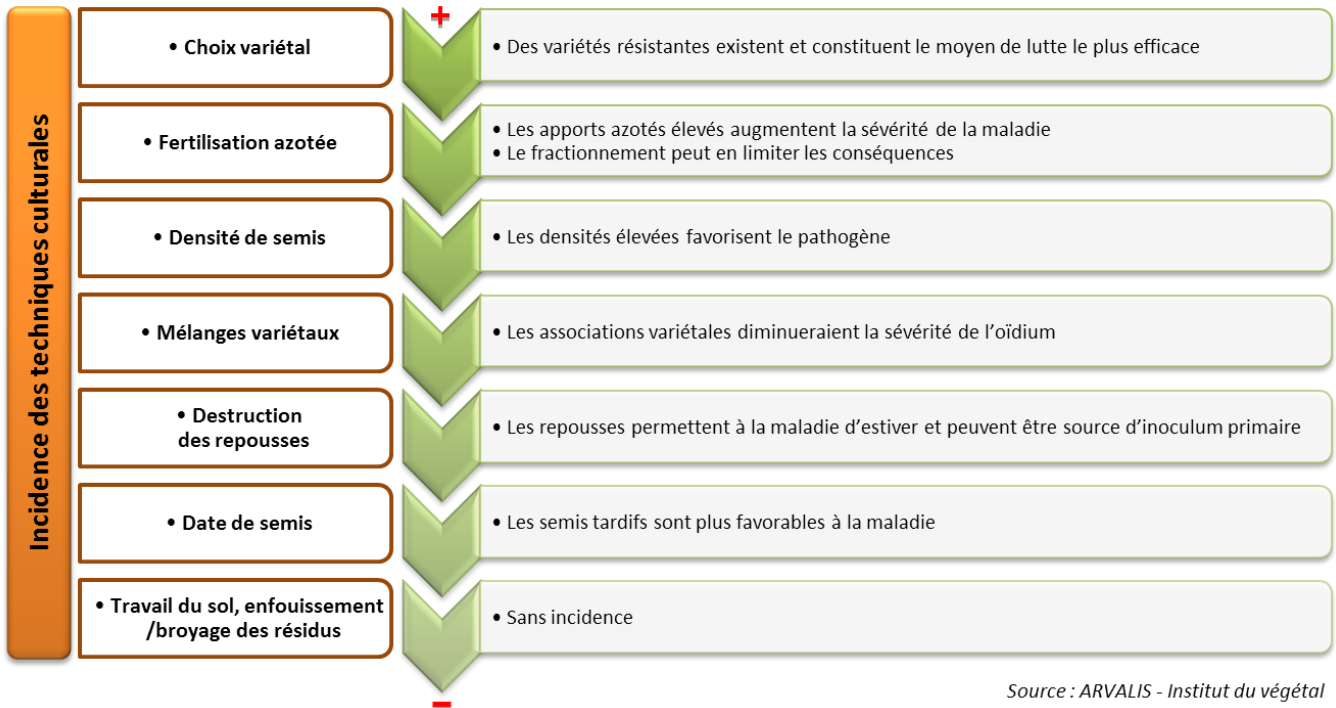 Incidence des techniques culturales
+
• Choix variétal
• Des variétés résistantes existent et constituent le moyen de lutte le plus efficace
• Fertilisation azotée
• Les apports azotés élevés augmentent la sévérité de la maladie
• Le fractionnement peut en limiter les conséquences
• Densité de semis
• Les densités élevées favorisent le pathogène
• Mélanges variétaux
• Les associations variétales diminueraient la sévérité de l’oïdium
• Destruction
des repousses
• Les repousses permettent à la maladie d’estiver et peuvent être source d’inoculum primaire
• Date de semis
• Les semis tardifs sont plus favorables à la maladie
• Travail du sol, enfouissement
/broyage des résidus
• Sans incidence
-
Source : ARVALIS - Institut du végétal